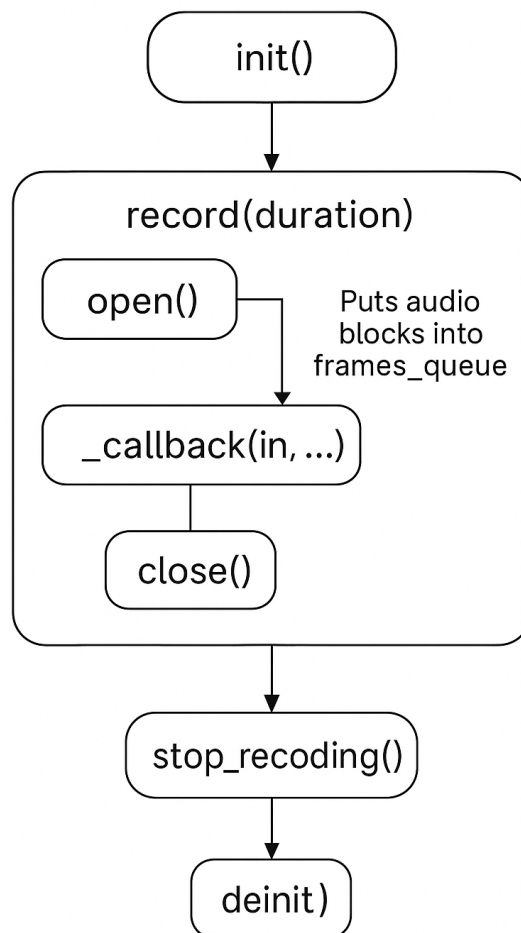 init()
record(duration)
open()
Puts audio
blocks into
frames_queue
_callback(in, ...)
close()
stop_recoding()
deinit)